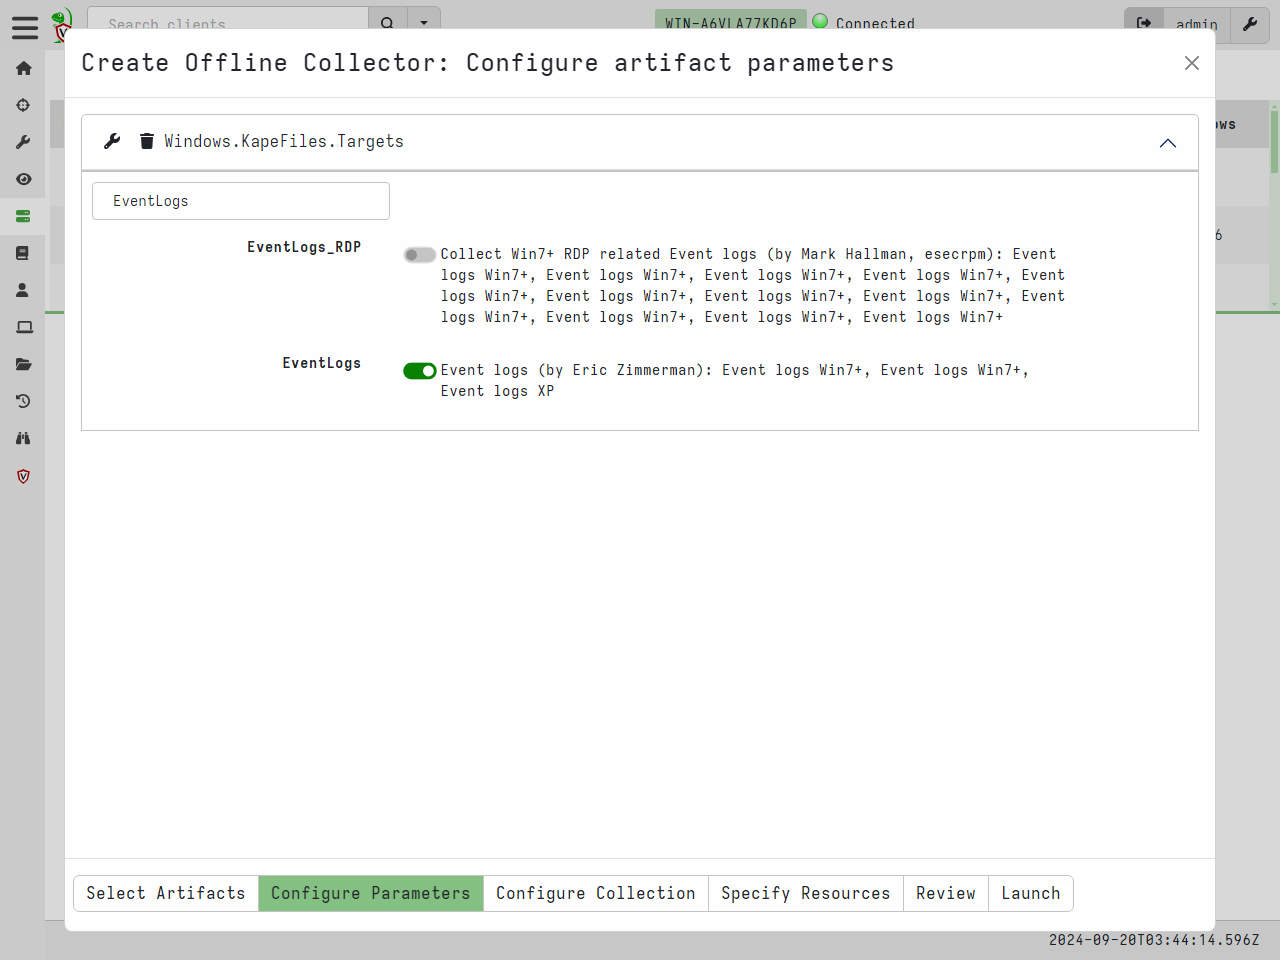 Search clients
WIN-A6VLA77KD6P
Connected
admin
Create Offline Collector: Configure artifact parameters
Windows.KapeFiles.Targets
EventLogs
EventLogs_RDP
Collect Win7+ RDP related Event logs (by Mark Hallman, esecrpm): Event
logs Win7+, Event logs Win7+, Event logs Win7+, Event logs Win7+, Event
logs Win7+, Event logs Win7+, Event logs Win7+, Event logs Win7+, Event
logs Win7+, Event logs Win7+, Event logs Win7+, Event logs Win7+
EventLogs
Event logs (by Eric Zimmerman): Event logs Win7+, Event logs Win7+,
Event logs XP
Select Artifacts
Configure Parameters
Configure Collection
Specify Resources
Review
Launch
2024-09-20T03:44:14.596Z